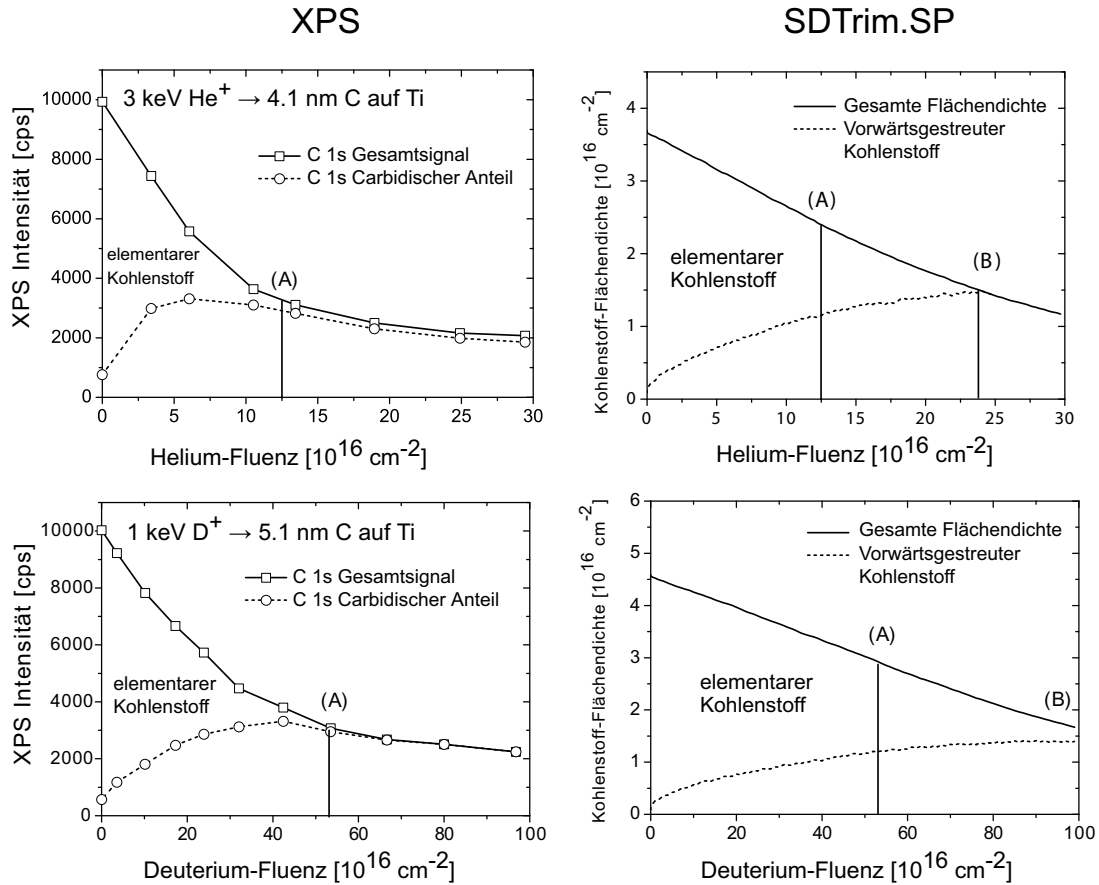 XPS
SDTrim.SP
3 keV He+ → 4.1 nm C auf Ti
C 1s Gesamtsignal
C 1s Carbidischer Anteil
elementarer
Kohlenstoff
(A)
XPS Intensität [cps]
10000
8000
6000
4000
2000
0
0
5
10
15
20
25
30
Helium-Fluenz [10^16 cm^-2]
Gesamte Flächendichte
Vorwärtsgestreuter
Kohlenstoff
(A)
(B)
elementarer
Kohlenstoff
Kohlenstoff-Flächendichte [10^16 cm^-2]
4
3
2
1
0
0
5
10
15
20
25
30
Helium-Fluenz [10^16 cm^-2]
1 keV D+ → 5.1 nm C auf Ti
C 1s Gesamtsignal
C 1s Carbidischer Anteil
elementarer
Kohlenstoff
(A)
XPS Intensität [cps]
10000
8000
6000
4000
2000
0
0
20
40
60
80
100
Deuterium-Fluenz [10^16 cm^-2]
Gesamte Flächendichte
Vorwärtsgestreuter
Kohlenstoff
(A)
(B)
elementarer
Kohlenstoff
Kohlenstoff-Flächendichte [10^16 cm^-2]
6
5
4
3
2
1
0
0
20
40
60
80
100
Deuterium-Fluenz [10^16 cm^-2]